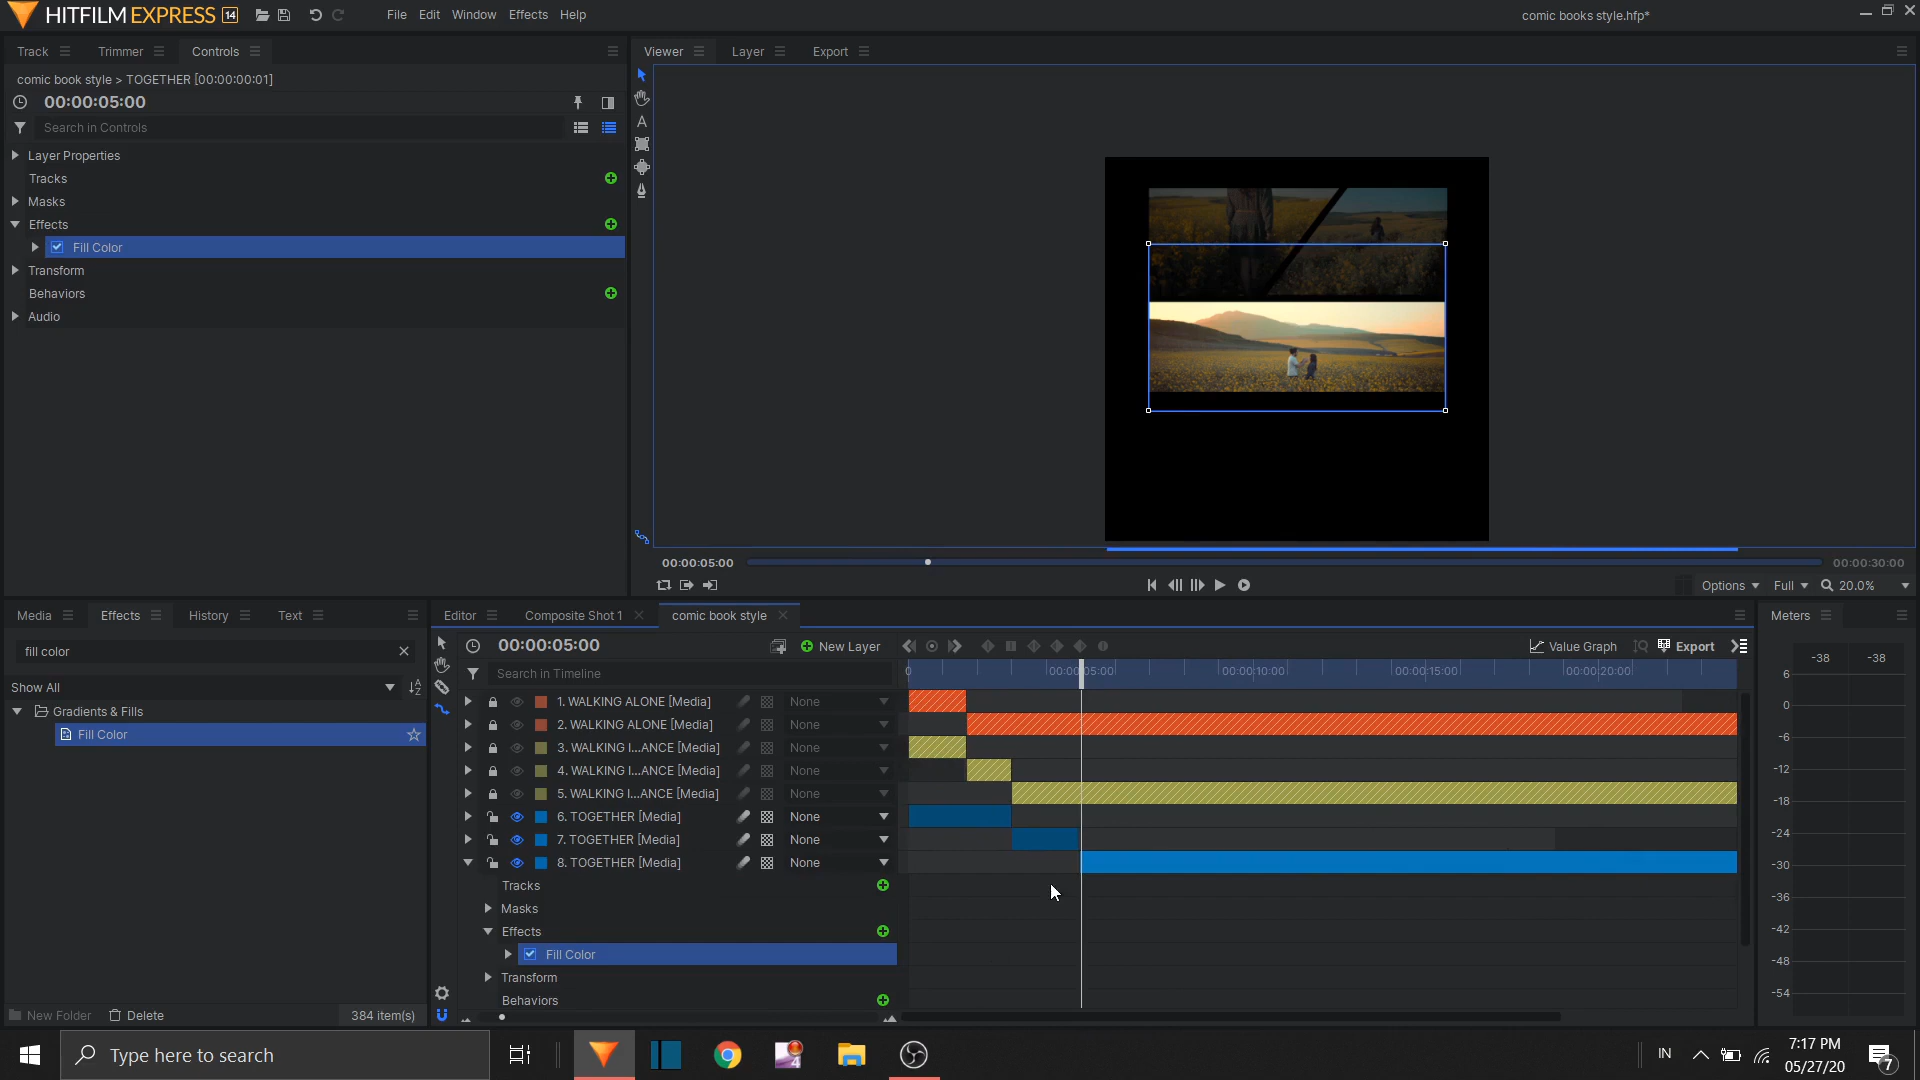 HITFILM EXPRESS 14
File Edit Window Effects Help
comic books style.hfp*
Track Trimmer Controls
Viewer Layer Export
comic book style > TOGETHER [00:00:00:01]
00:00:05:00
Search in Controls
Layer Properties
Tracks
Masks
Effects
Fill Color
Transform
Behaviors
Audio
00:00:05:00
00:00:30:00
Options Full 20.0%
Media Effects History Text
Editor Composite Shot 1 comic book style
Meters
fill color
Show All
Gradients & Fills
Fill Color
New Folder Delete 384 item(s)
00:00:05:00 New Layer Value Graph Export
Search in Timeline
0 00:00:05:00 00:00:10:00 00:00:15:00 00:00:20:00
1. WALKING ALONE [Media] None
2. WALKING ALONE [Media] None
3. WALKING I...ANCE [Media] None
4. WALKING I...ANCE [Media] None
5. WALKING I...ANCE [Media] None
6. TOGETHER [Media] None
7. TOGETHER [Media] None
8. TOGETHER [Media] None
Tracks
Masks
Effects
Fill Color
Transform
Behaviors
-38 -38
6
0
-6
-12
-18
-24
-30
-36
-42
-48
-54
Type here to search
4
IN
7:17 PM
05/27/20
7